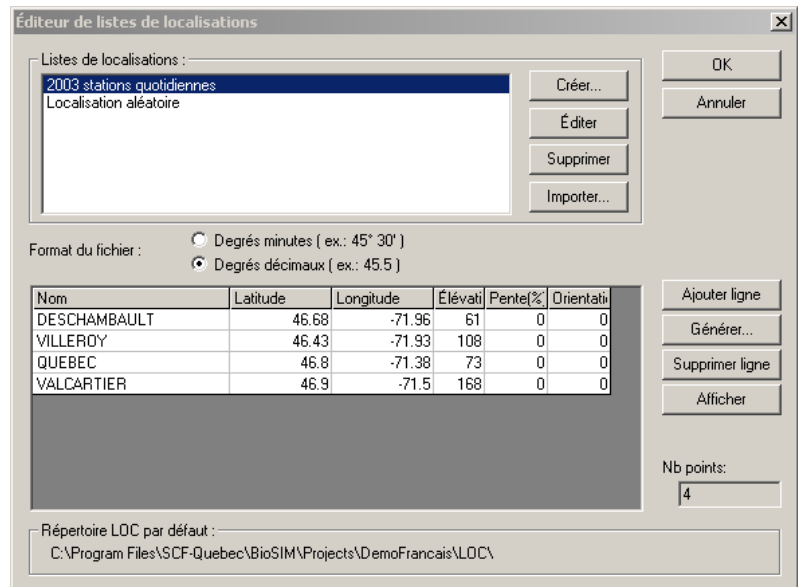 Éditeur de listes de localisations
Listes de localisations :
2003 stations quotidiennes
Localisation aléatoire
Créer...
Éditer
Supprimer
Importer...
OK
Annuler
Format du fichier :
Degrés minutes ( ex.: 45° 30' )
Degrés décimaux ( ex.: 45.5 )
Nom Latitude Longitude Élévati Pente(%) Orientati
DESCHAMBAULT 46.68 -71.96 61 0 0
VILLEROY 46.43 -71.93 108 0 0
QUEBEC 46.8 -71.38 73 0 0
VALCARTIER 46.9 -71.5 168 0 0
Ajouter ligne
Générer...
Supprimer ligne
Afficher
Nb points:
4
Répertoire LOC par défaut :
C:\Program Files\SCF-Quebec\BioSIM\Projects\DemoFrancais\LOC\